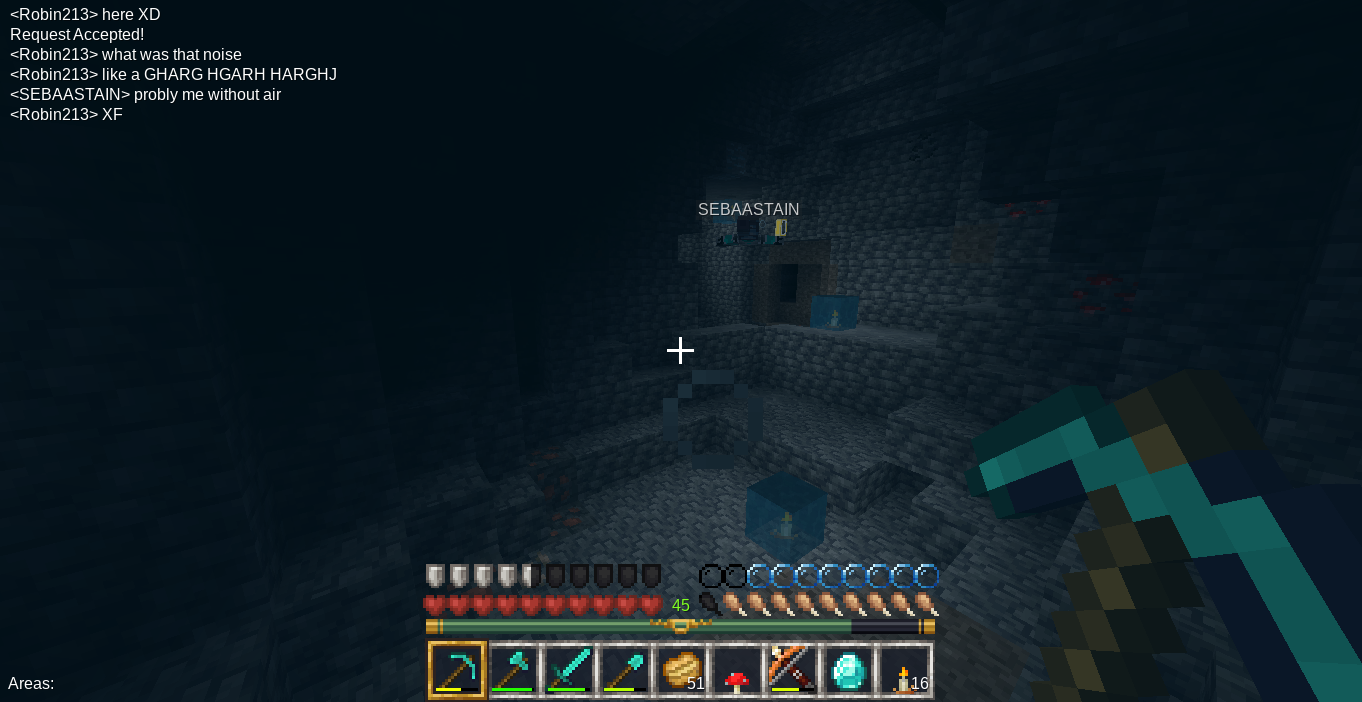 <Robin213> here XD
Request Accepted!
<Robin213> what was that noise
<Robin213> like a GHARG HGARH HARGHJ
<SEBAASTAIN> probly me without air
<Robin213> XF
SEBAASTAIN
45
51
16
Areas: